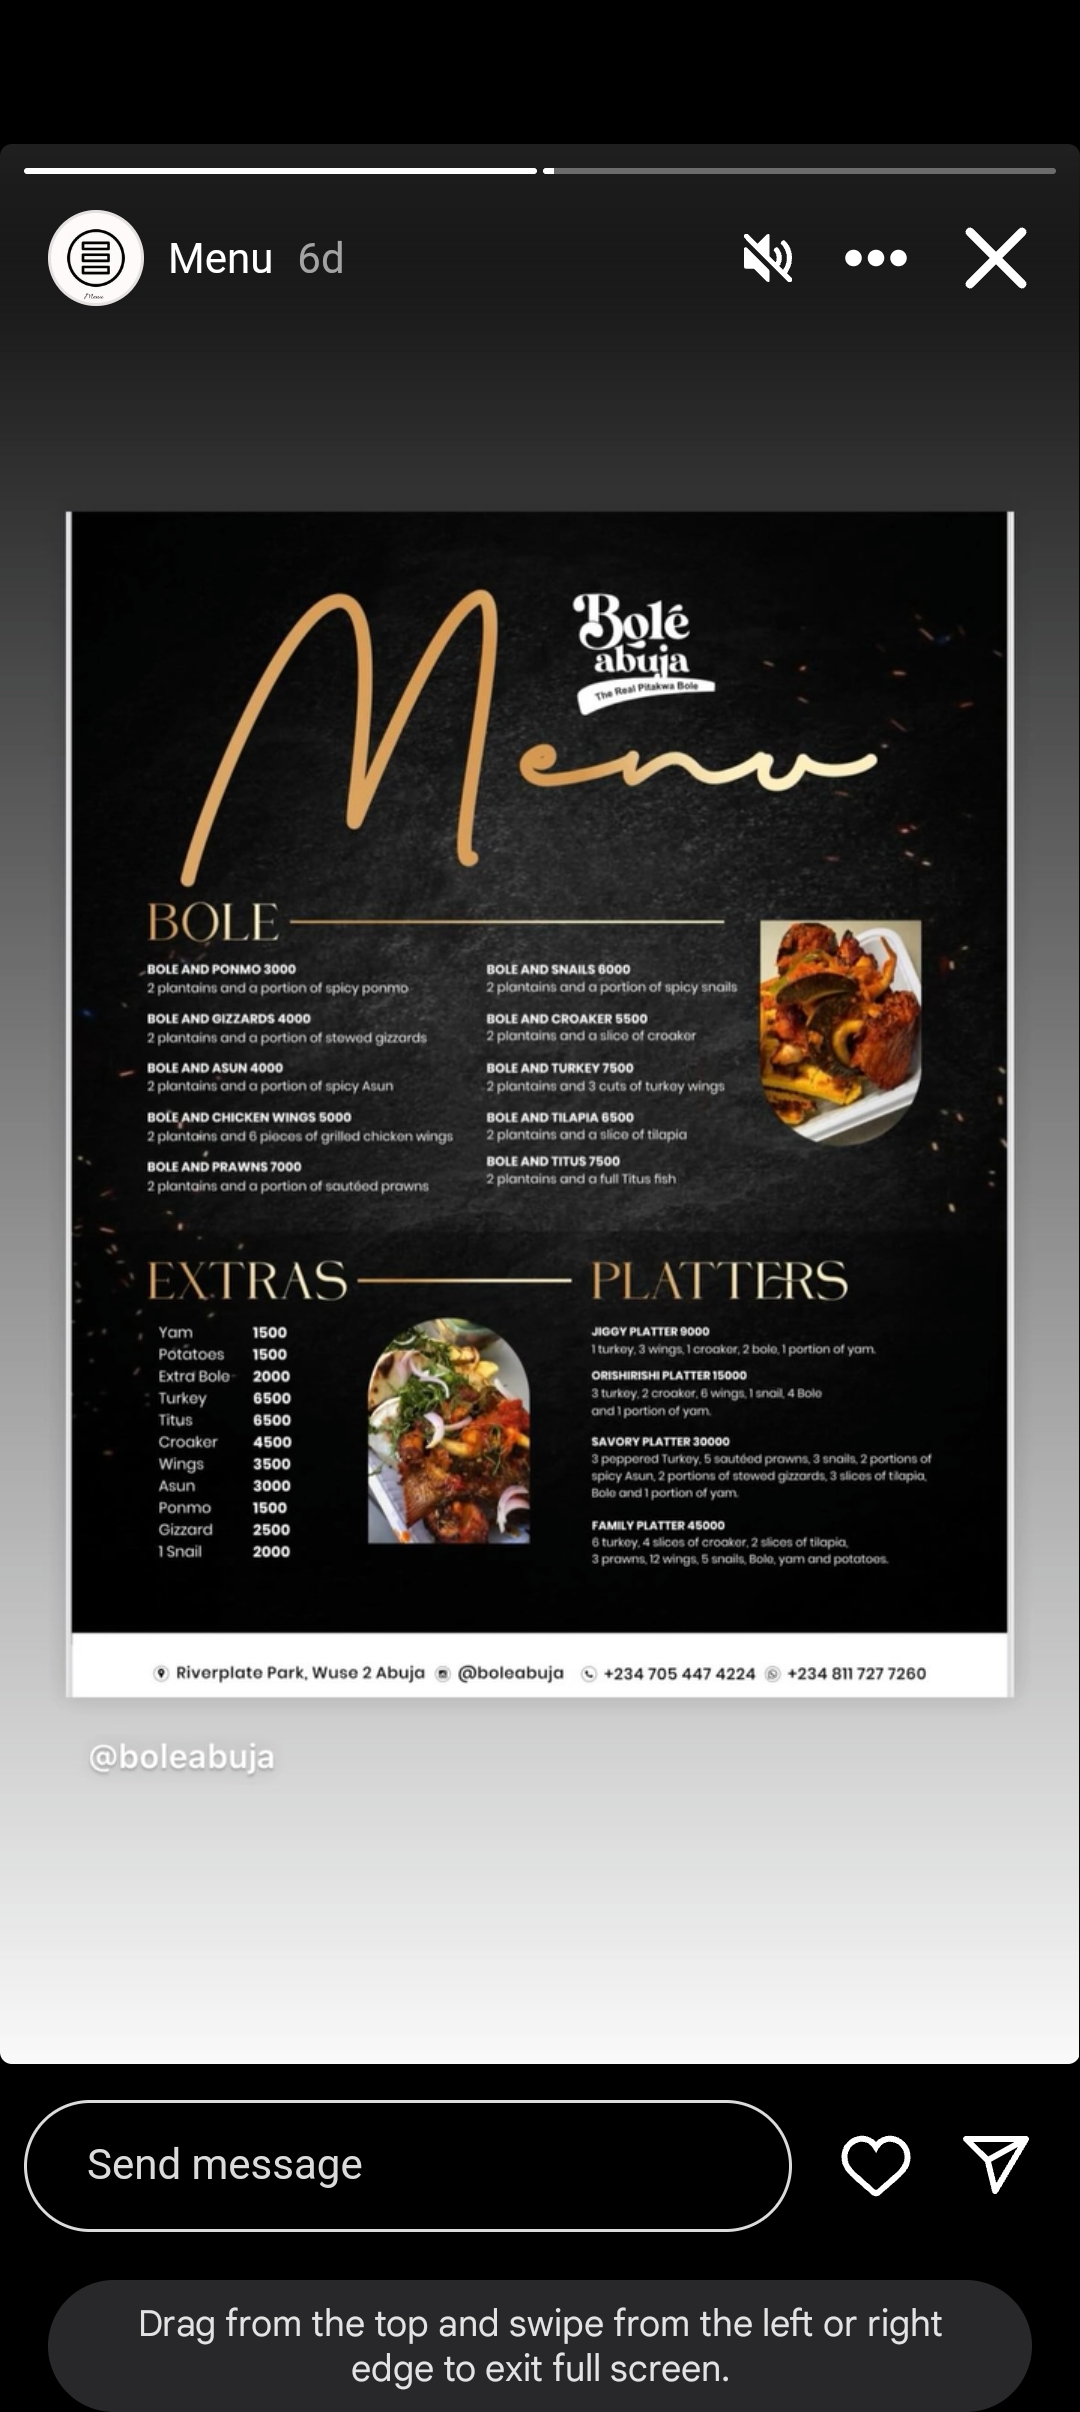 Menu 6d
Menu
Bolé
abuja
The Real Pitakwa Bole
Menu
BOLE
BOLE AND PONMO 3000
2 plantains and a portion of spicy ponmo
BOLE AND GIZZARDS 4000
2 plantains and a portion of stewed gizzards
BOLE AND ASUN 4000
2 plantains and a portion of spicy Asun
BOLE AND CHICKEN WINGS 5000
2 plantains and 6 pieces of grilled chicken wings
BOLE AND PRAWNS 7000
2 plantains and a portion of sautéed prawns
BOLE AND SNAILS 6000
2 plantains and a portion of spicy snails
BOLE AND CROAKER 5500
2 plantains and a slice of croaker
BOLE AND TURKEY 7500
2 plantains and 3 cuts of turkey wings
BOLE AND TILAPIA 6500
2 plantains and a slice of tilapia
BOLE AND TITUS 7500
2 plantains and a full Titus fish
EXTRAS
Yam 1500
Potatoes 1500
Extra Bole 2000
Turkey 6500
Titus 6500
Croaker 4500
Wings 3500
Asun 3000
Ponmo 1500
Gizzard 2500
1 Snail 2000
PLATTERS
JIGGY PLATTER 9000
1 turkey, 3 wings, 1 croaker, 2 bole, 1 portion of yam.
ORISHIRISHI PLATTER 15000
3 turkey, 2 croaker, 6 wings, 1 snail, 4 Bole
and 1 portion of yam.
SAVORY PLATTER 30000
3 peppered Turkey, 5 sautéed prawns, 3 snails, 2 portions of
spicy Asun, 2 portions of stewed gizzards, 3 slices of tilapia,
Bole and 1 portion of yam.
FAMILY PLATTER 45000
6 turkey, 4 slices of croaker, 2 slices of tilapia,
3 prawns, 12 wings, 5 snails, Bole, yam and potatoes.
Riverplate Park, Wuse 2 Abuja @boleabuja +234 705 447 4224 +234 811 727 7260
@boleabuja
Send message
Drag from the top and swipe from the left or right
edge to exit full screen.